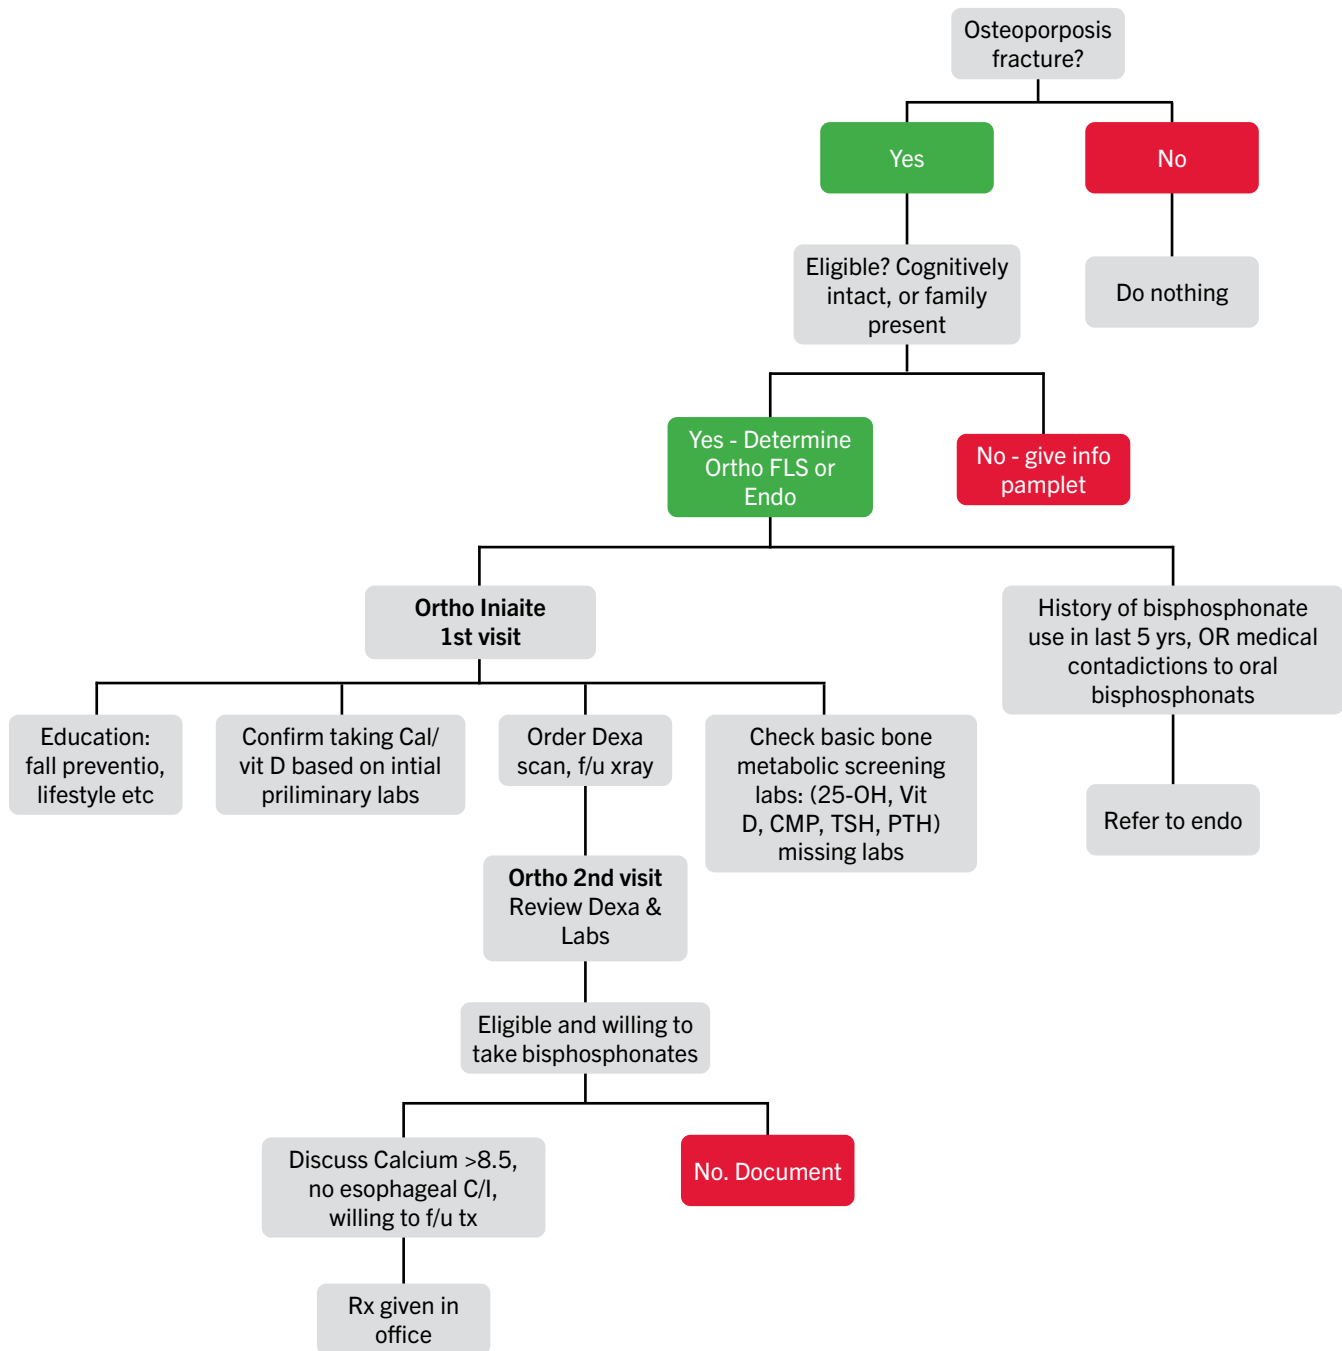 Osteoporposis
fracture?
Yes
No
Eligible? Cognitively
intact, or family
present
Do nothing
Yes - Determine
Ortho FLS or
Endo
No - give info
pamplet
Ortho Iniaite
1st visit
History of bisphosphonate
use in last 5 yrs, OR medical
contadictions to oral
bisphosphonats
Education:
fall preventio,
lifestyle etc
Confirm taking Cal/
vit D based on intial
priliminary labs
Order Dexa
scan, f/u xray
Check basic bone
metabolic screening
labs: (25-OH, Vit
D, CMP, TSH, PTH)
missing labs
Refer to endo
Ortho 2nd visit
Review Dexa &
Labs
Eligible and willing to
take bisphosphonates
Discuss Calcium >8.5,
no esophageal C/I,
willing to f/u tx
No. Document
Rx given in
office